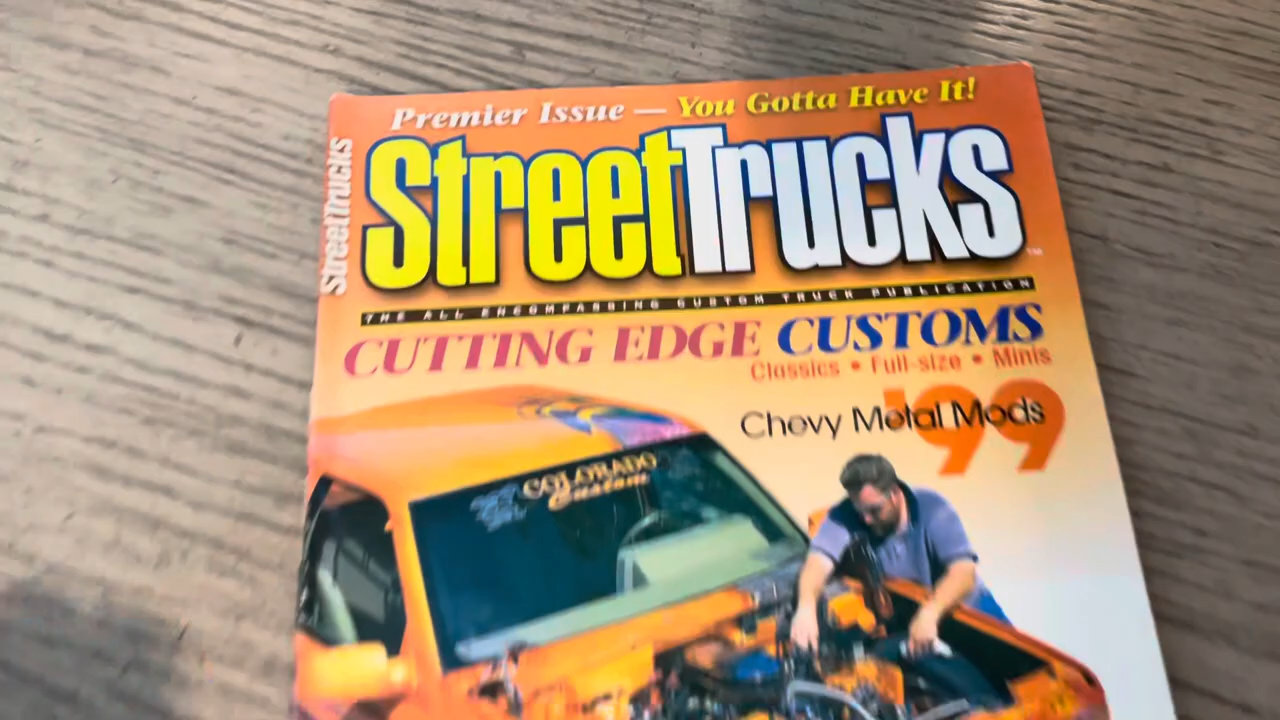 Premier Issue — You Gotta Have It!
StreetTrucks
StreetTrucks™
THE ALL ENCOMPASSING CUSTOM TRUCK PUBLICATION
CUTTING EDGE CUSTOMS
Classics • Full-size • Minis
'99
Chevy Metal Mods
COLORADO
Custom